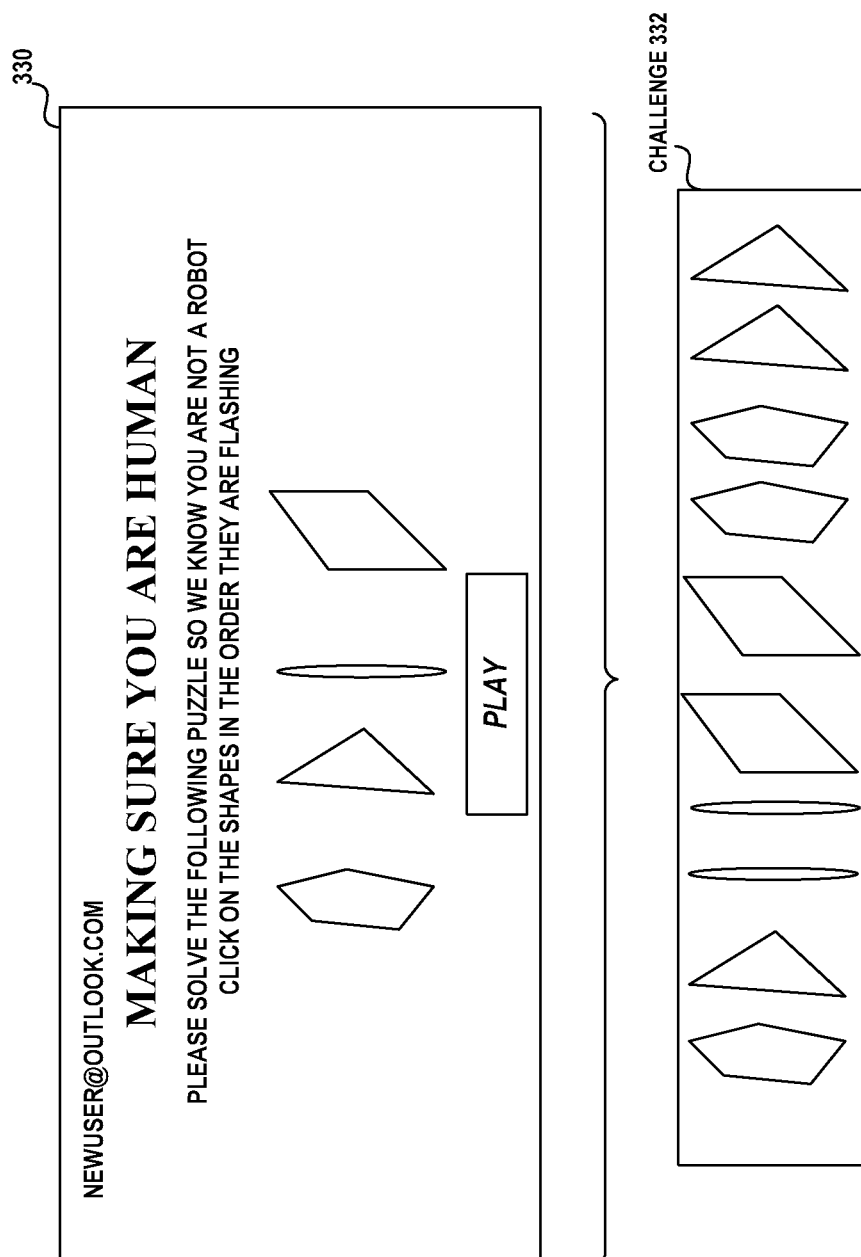 330
NEWUSER@OUTLOOK.COM
MAKING SURE YOU ARE HUMAN
PLEASE SOLVE THE FOLLOWING PUZZLE SO WE KNOW YOU ARE NOT A ROBOT
CLICK ON THE SHAPES IN THE ORDER THEY ARE FLASHING
PLAY
CHALLENGE 332